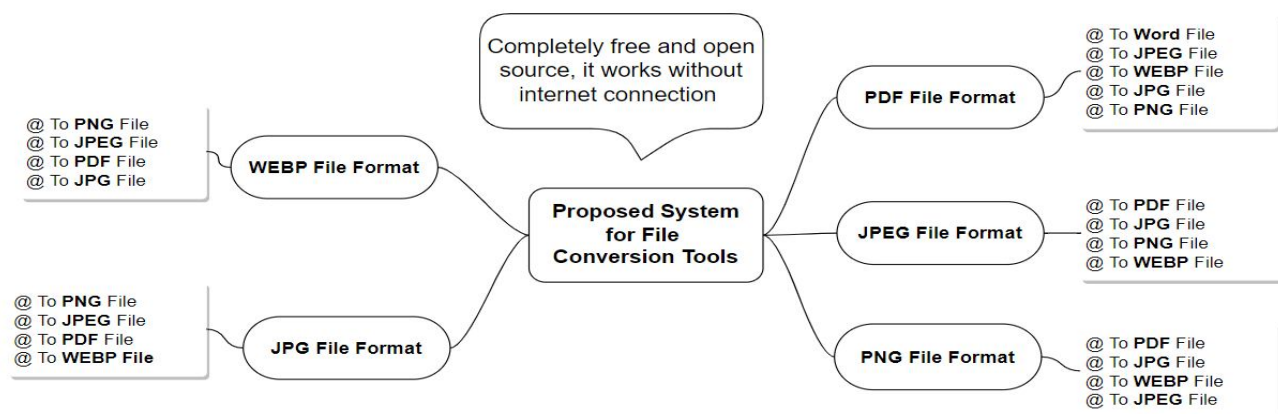 Completely free and open
source, it works without
internet connection
Proposed System
for File
Conversion Tools
WEBP File Format
@ To PNG File
@ To JPEG File
@ To PDF File
@ To JPG File
JPG File Format
@ To PNG File
@ To JPEG File
@ To PDF File
@ To WEBP File
PDF File Format
@ To Word File
@ To JPEG File
@ To WEBP File
@ To JPG File
@ To PNG File
JPEG File Format
@ To PDF File
@ To JPG File
@ To PNG File
@ To WEBP File
PNG File Format
@ To PDF File
@ To JPG File
@ To WEBP File
@ To JPEG File